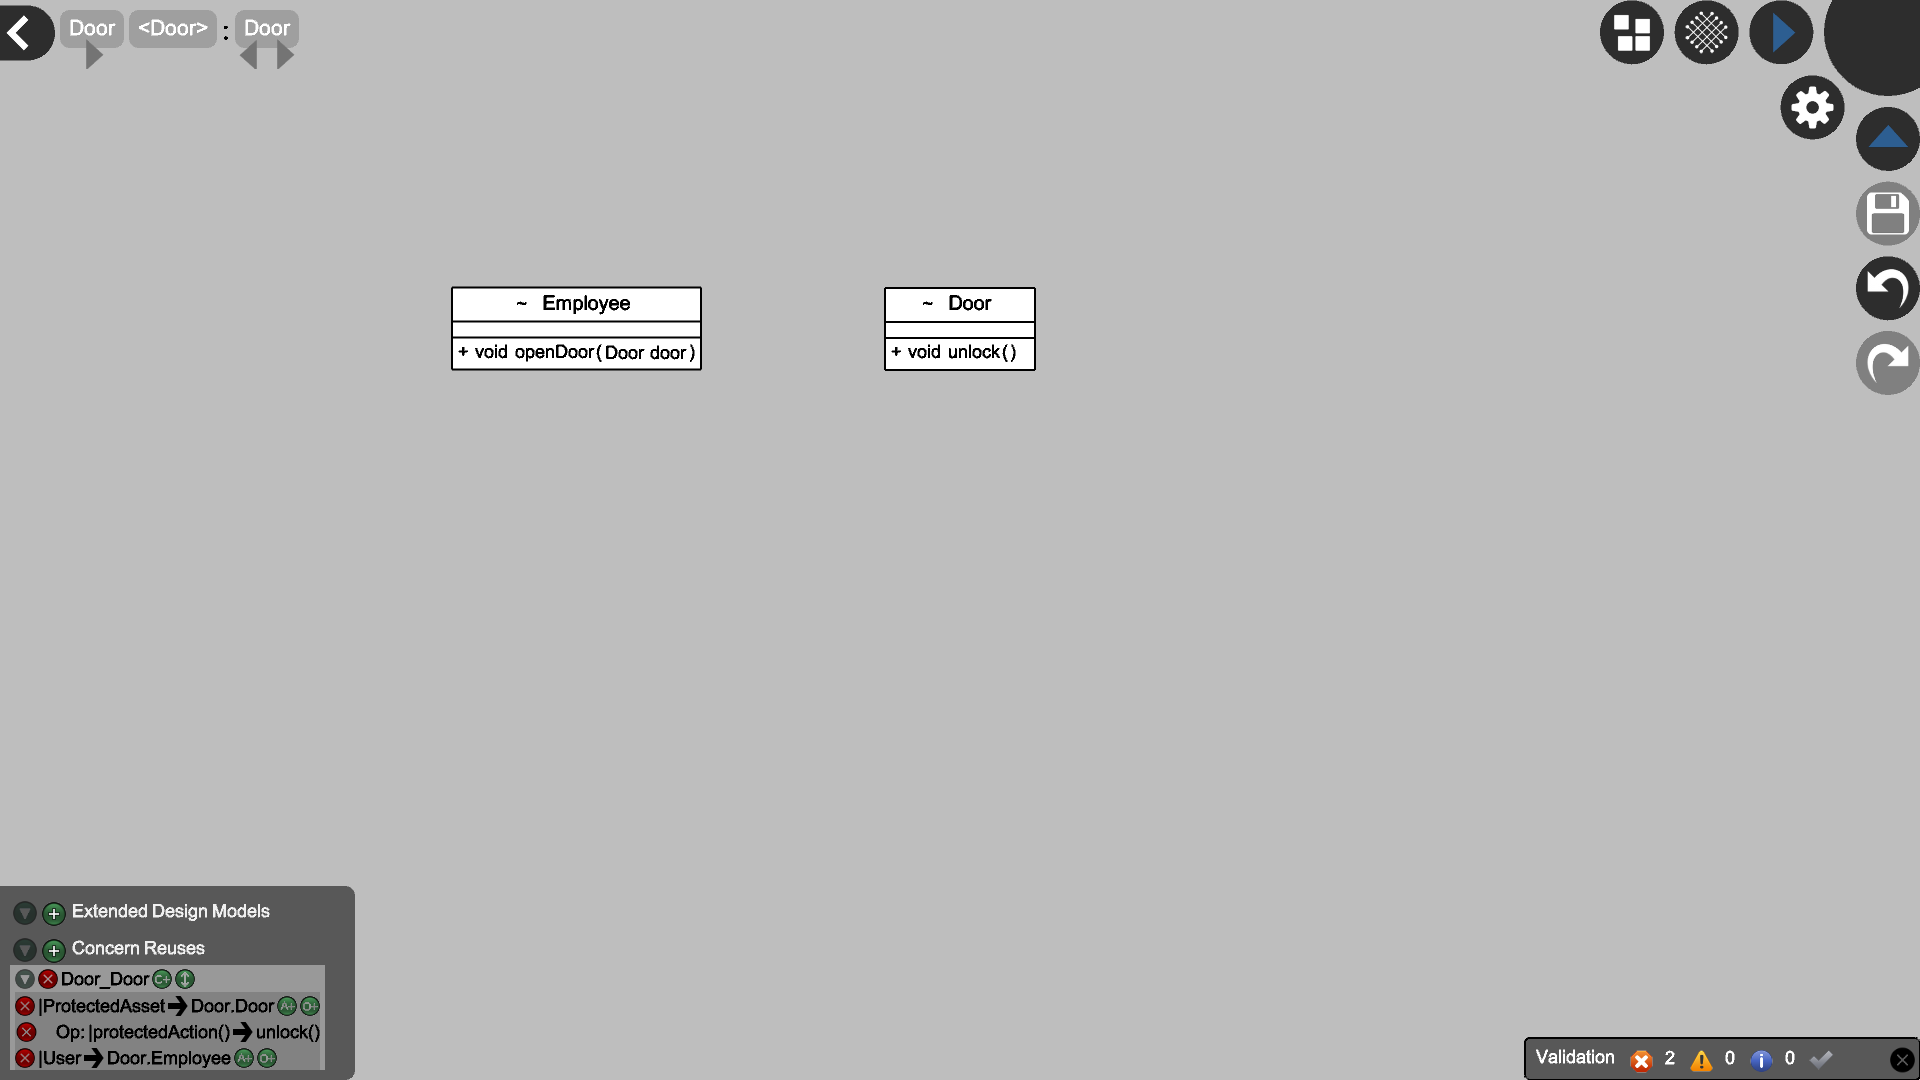 Door <Door> : Door
~ Employee
+ void openDoor(Door door)
~ Door
+ void unlock()
Extended Design Models
Concern Reuses
Door_Door C+
|ProtectedAsset Door.Door A+ O+
Op: |protectedAction() unlock()
|User Door.Employee A+ O+
Validation 2 0 0